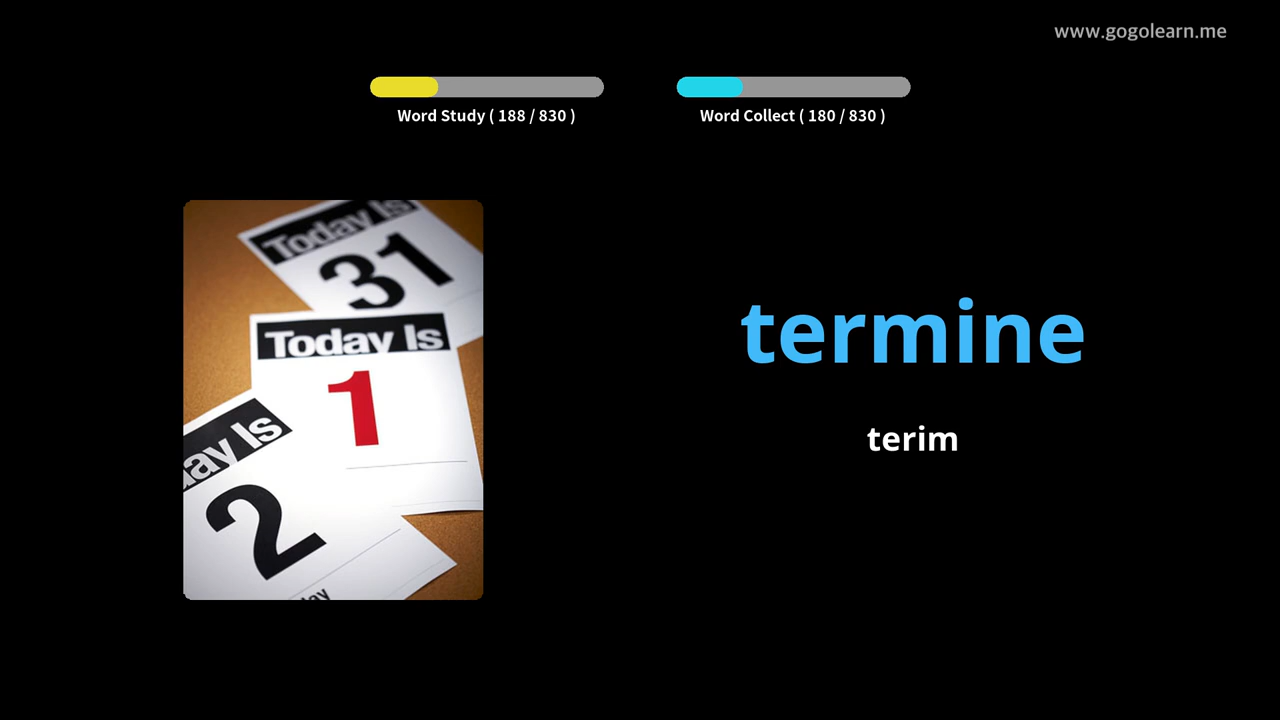 www.gogolearn.me
Word Study ( 188 / 830 )
Word Collect ( 180 / 830 )
Today Is
31
Today Is
1
ay Is
2
termine
terim